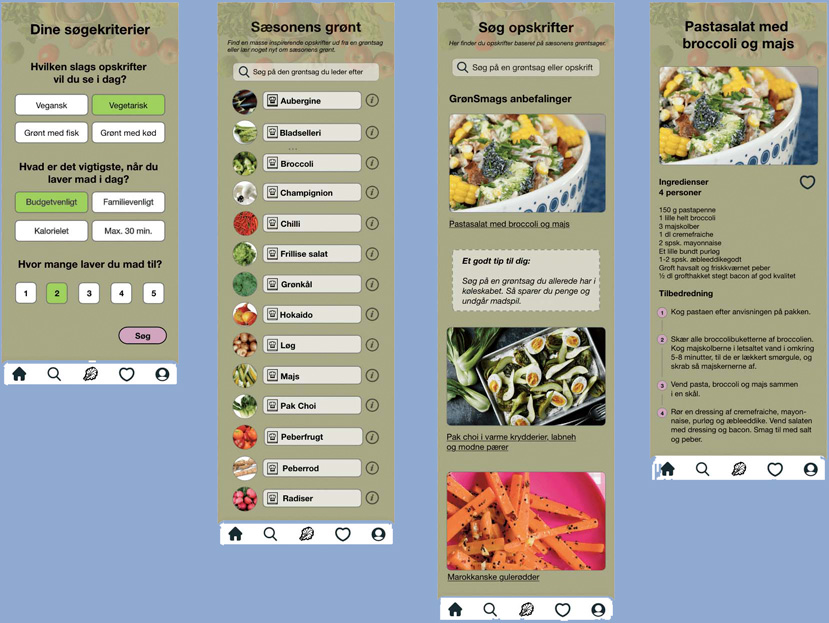 Dine søgekriterier
Hvilken slags opskrifter
vil du se i dag?
Vegansk
Vegetarisk
Grønt med fisk
Grønt med kød
Hvad er det vigtigste, når du
laver mad i dag?
Budgetvenligt
Familievenligt
Kalorielet
Max. 30 min.
Hvor mange laver du mad til?
1
2
3
4
5
Søg
Sæsonens grønt
Find en masse inspirerende opskrifter ud fra en grøntsag
eller lær noget nyt om sæsonens grønt.
Søg på den grøntsag du leder efter
Aubergine
Bladselleri
Broccoli
Champignion
Chilli
Frillise salat
Grønkål
Hokaido
Løg
Majs
Pak Choi
Peberfrugt
Peberrod
Radiser
Søg opskrifter
Her finder du opskrifter baseret på sæsonens grøntsager.
Søg på en grøntsag eller opskrift
GrønSmags anbefalinger
Pastasalat med broccoli og majs
Et godt tip til dig:
Søg på en grøntsag du allerede har i
køleskabet. Så sparer du penge og
undgår madspil.
Pak choi i varme krydderier, labneh
og modne pærer
Marokkanske gulerødder
Pastasalat med
broccoli og majs
Ingredienser
4 personer
150 g pastapenne
1 lille helt broccoli
3 majskolber
1 dl cremefraiche
2 spsk. mayonnaise
Et lille bundt purløg
1-2 spsk. æbleeddikegodt
Groft havsalt og friskkværnet peber
½ dl grofthakket stegt bacon af god kvalitet
Tilbedredning
1 Kog pastaen efter anvisningen på pakken.
2 Skær alle broccolibuketterne af broccolien.
Kog majskolberne i letsaltet vand i omkring
5-8 minutter, til de er lækkert smørgule, og
skrab så majskernerne af.
3 Vend pasta, broccoli og majs sammen
i en skål.
4 Rør en dressing af cremefraiche, mayon-
naise, purløg og æbleeddike. Vend salaten
med dressing og bacon. Smag til med salt
og peber.